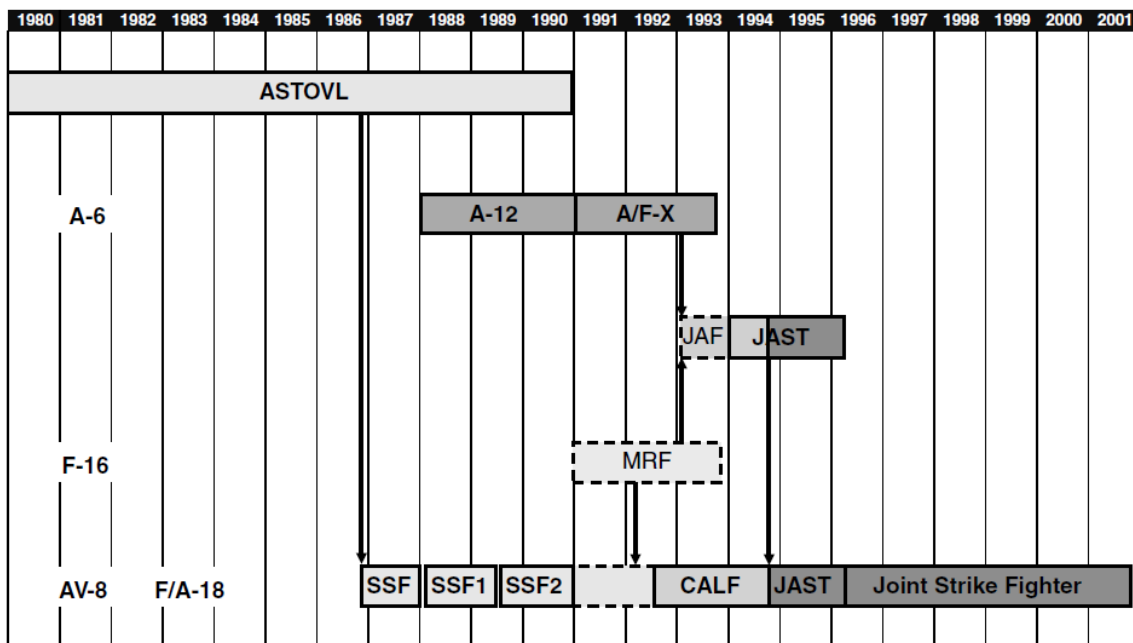 1980 1981 1982 1983 1984 1985 1986 1987 1988 1989 1990 1991 1992 1993 1994 1995 1996 1997 1998 1999 2000 2001
ASTOVL
A-6 A-12 A/F-X
JAF JAST
F-16 MRF
AV-8 F/A-18 SSF SSF1 SSF2 CALF JAST Joint Strike Fighter